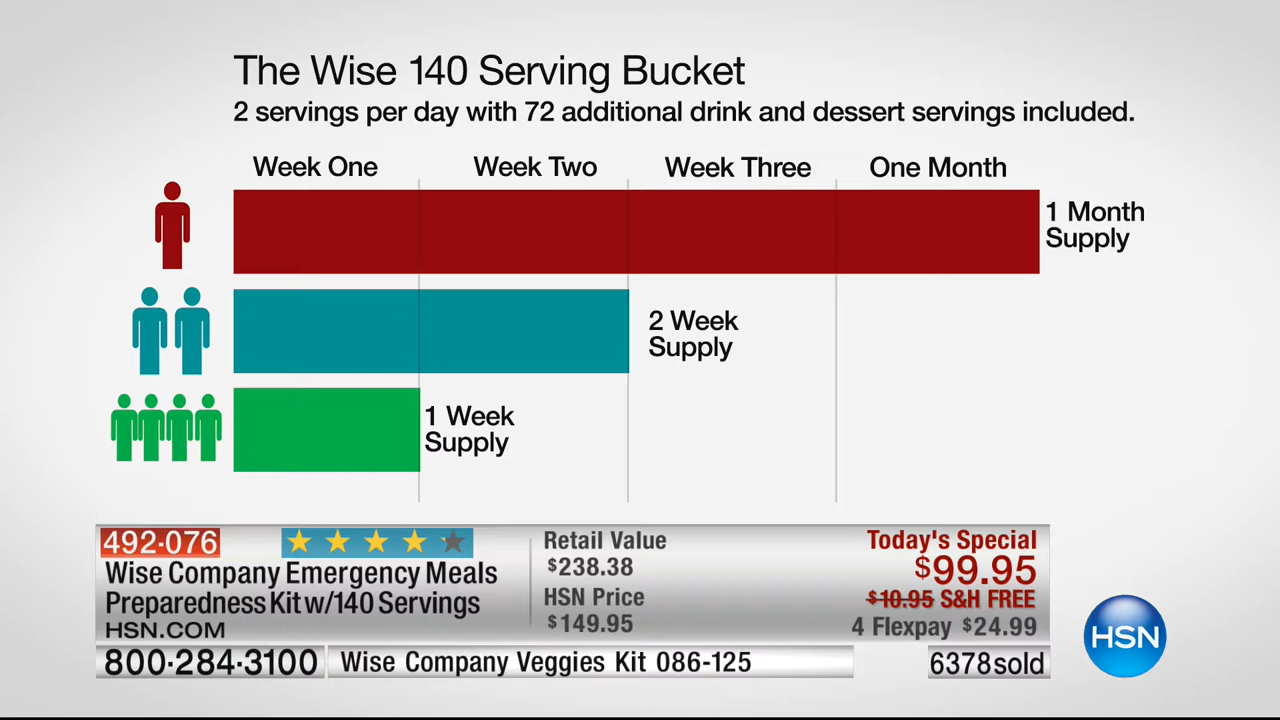 The Wise 140 Serving Bucket
2 servings per day with 72 additional drink and dessert servings included.
Week One Week Two Week Three One Month
1 Month
Supply
2 Week
Supply
1 Week
Supply
492-076
Wise Company Emergency Meals
Preparedness Kit w/140 Servings
HSN.COM
Retail Value
$238.38
HSN Price
$149.95
Today's Special
$99.95
$10.95 S&H FREE
4 Flexpay $24.99
800-284-3100
Wise Company Veggies Kit 086-125
6378sold
HSN